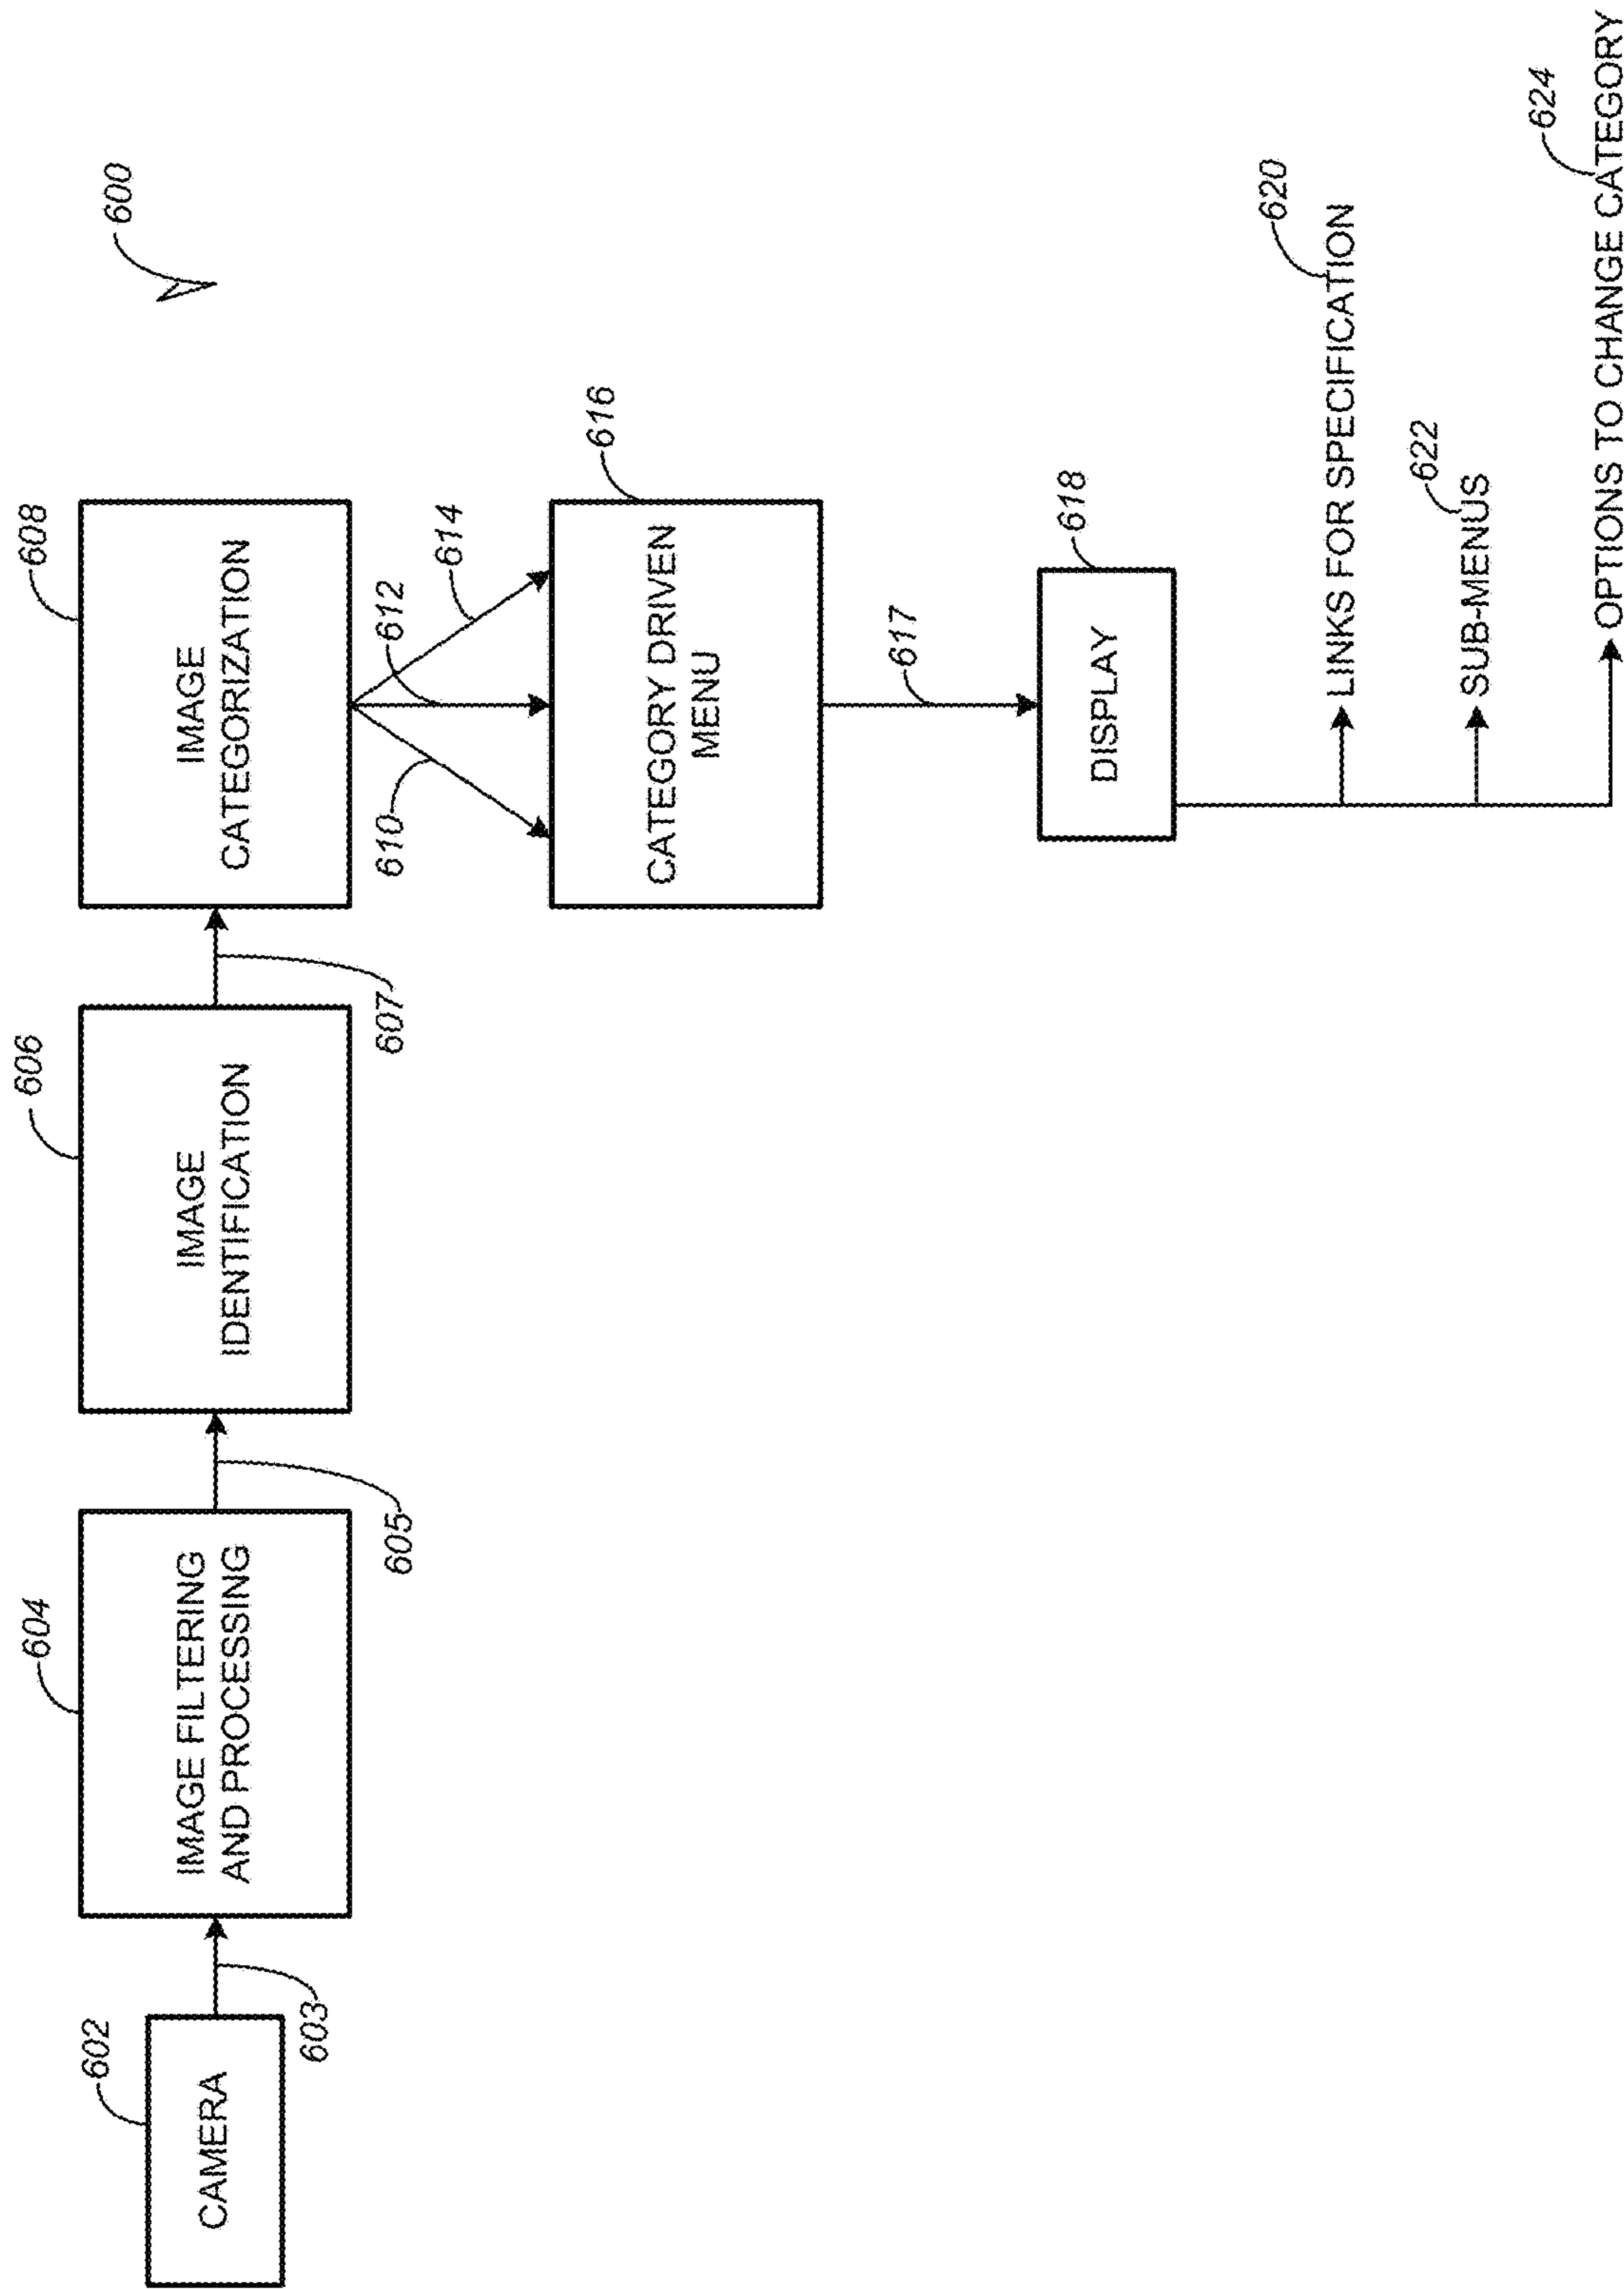 600
602
CAMERA
603
604
IMAGE FILTERING
AND PROCESSING
605
606
IMAGE
IDENTIFICATION
607
608
IMAGE
CATEGORIZATION
610
612
614
616
CATEGORY DRIVEN
MENU
617
618
DISPLAY
620
LINKS FOR SPECIFICATION
622
SUB-MENUS
624
OPTIONS TO CHANGE CATEGORY